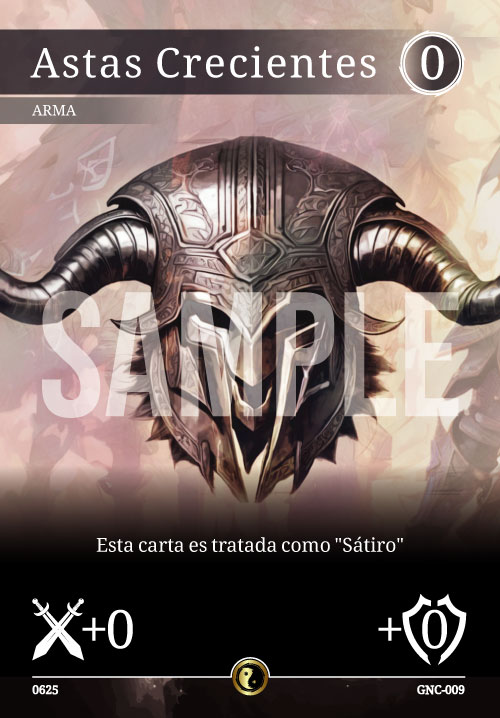 Astas Crecientes 0
ARMA
SAMPLE
Esta carta es tratada como "Sátiro"
+0 +0
0625 GNC-009